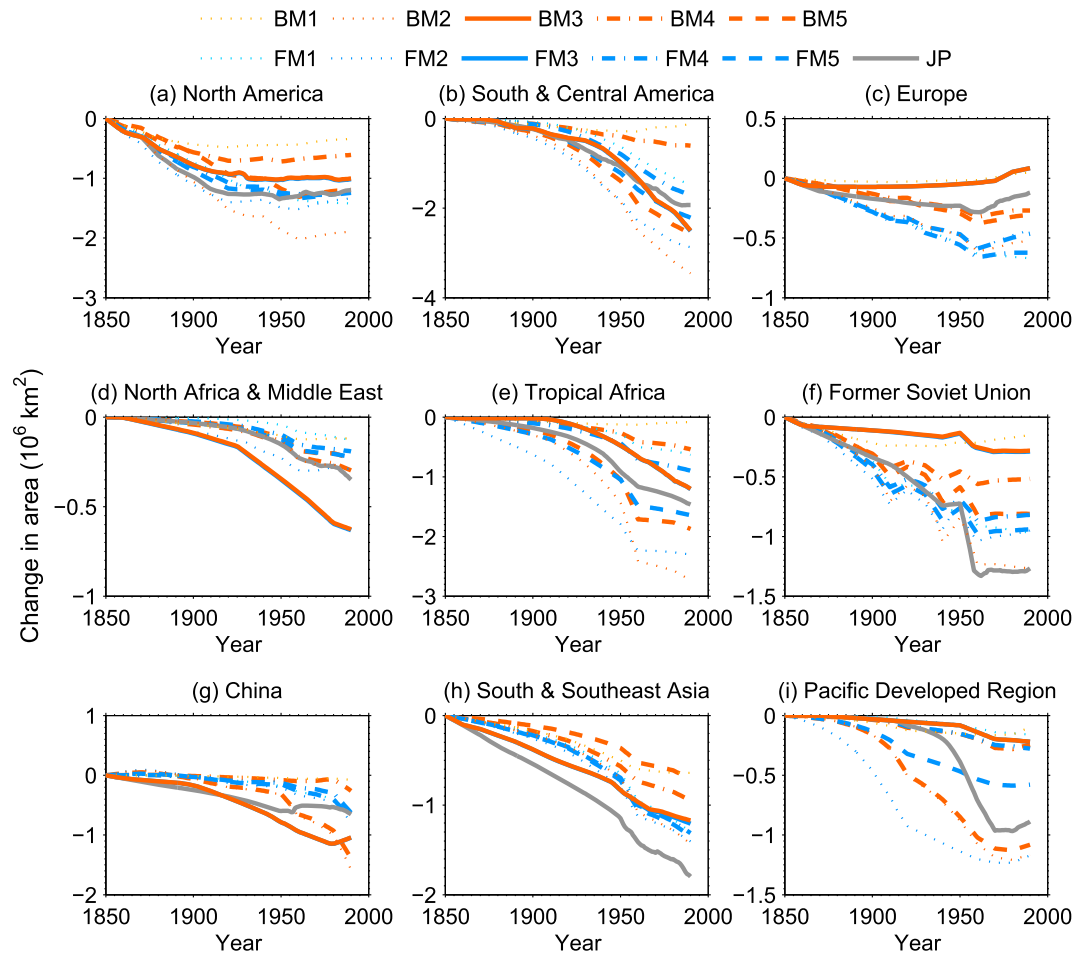 BM1 BM2 BM3 BM4 BM5
FM1 FM2 FM3 FM4 FM5 JP
(a) North America (b) South & Central America (c) Europe
0 0 0.5
−1 −2 0
−2 −0.5
−3 −4 −1
1850 1900 1950 2000 1850 1900 1950 2000 1850 1900 1950 2000
Year Year Year
Change in area (10⁶ km²)
(d) North Africa & Middle East (e) Tropical Africa (f) Former Soviet Union
0 0 0
−0.5 −1 −0.5
−2 −1
−1 −3 −1.5
1850 1900 1950 2000 1850 1900 1950 2000 1850 1900 1950 2000
Year Year Year
(g) China (h) South & Southeast Asia (i) Pacific Developed Region
1 0 0
0 −1 −0.5
−1 −1
−2 −2 −1.5
1850 1900 1950 2000 1850 1900 1950 2000 1850 1900 1950 2000
Year Year Year